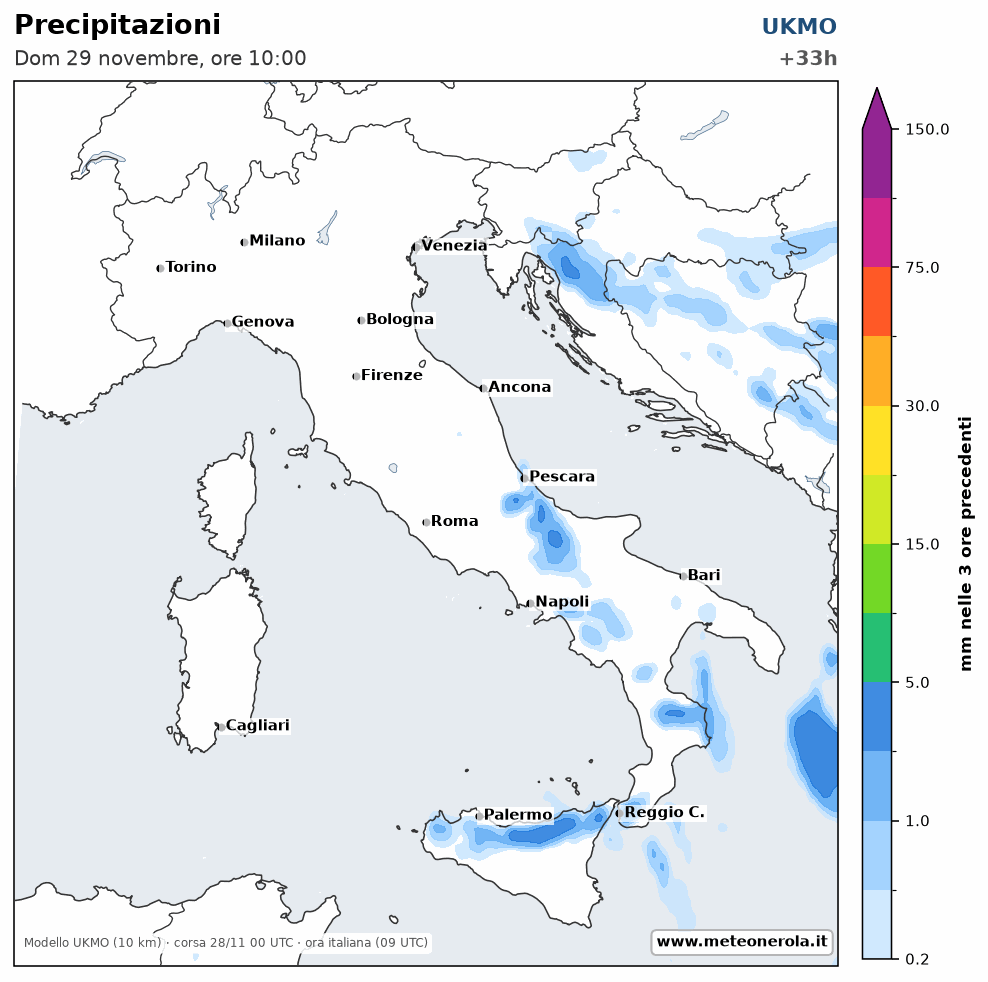 Precipitazioni
UKMO
Dom 29 novembre, ore 10:00
+33h
150.0
75.0
30.0
15.0
5.0
1.0
0.2
mm nelle 3 ore precedenti
Milano
Venezia
Torino
Genova
Bologna
Firenze
Ancona
Pescara
Roma
Bari
Napoli
Cagliari
Palermo
Reggio C.
Modello UKMO (10 km) · corsa 28/11 00 UTC · ora italiana (09 UTC)
www.meteonerola.it